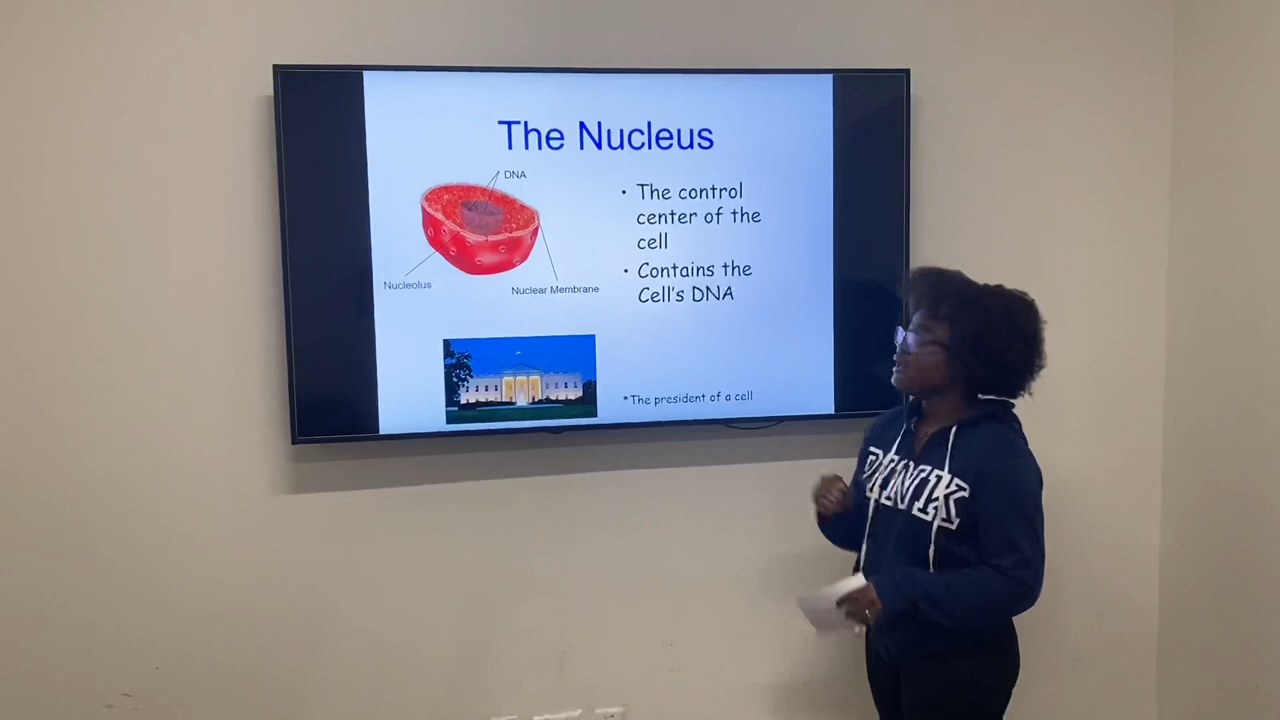 The Nucleus
DNA
Nucleolus
Nuclear Membrane
• The control
center of the
cell
• Contains the
Cell's DNA
*The president of a cell
PINK